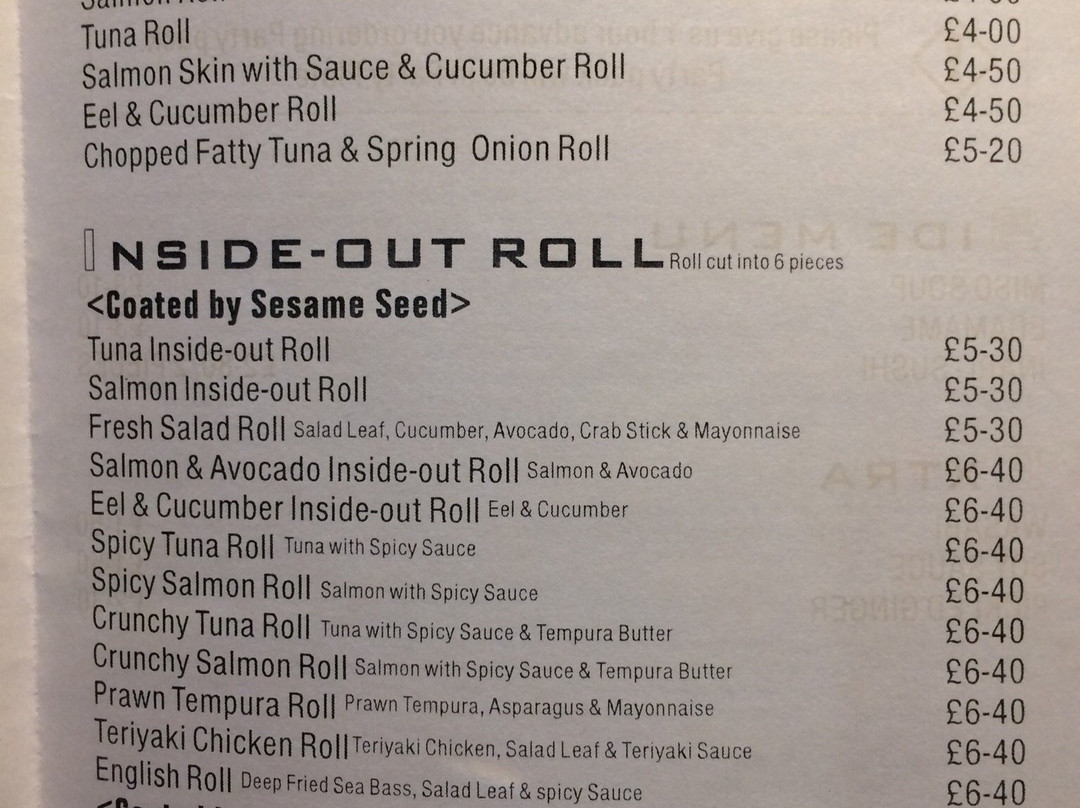 Salmon Roll
Tuna Roll £4-00
Salmon Skin with Sauce & Cucumber Roll £4-50
Eel & Cucumber Roll £4-50
Chopped Fatty Tuna & Spring Onion Roll £5-20
INSIDE-OUT ROLL Roll cut into 6 pieces
<Coated by Sesame Seed>
Tuna Inside-out Roll £5-30
Salmon Inside-out Roll £5-30
Fresh Salad Roll Salad Leaf, Cucumber, Avocado, Crab Stick & Mayonnaise £5-30
Salmon & Avocado Inside-out Roll Salmon & Avocado £6-40
Eel & Cucumber Inside-out Roll Eel & Cucumber £6-40
Spicy Tuna Roll Tuna with Spicy Sauce £6-40
Spicy Salmon Roll Salmon with Spicy Sauce £6-40
Crunchy Tuna Roll Tuna with Spicy Sauce & Tempura Butter £6-40
Crunchy Salmon Roll Salmon with Spicy Sauce & Tempura Butter £6-40
Prawn Tempura Roll Prawn Tempura, Asparagus & Mayonnaise £6-40
Teriyaki Chicken Roll Teriyaki Chicken, Salad Leaf & Teriyaki Sauce £6-40
English Roll Deep Fried Sea Bass, Salad Leaf & spicy Sauce £6-40